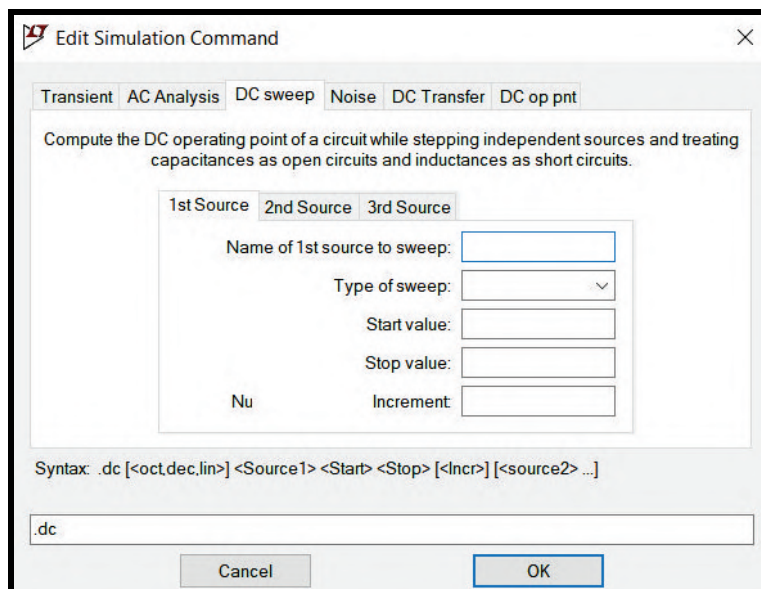 Edit Simulation Command
Transient AC Analysis DC sweep Noise DC Transfer DC op pnt
Compute the DC operating point of a circuit while stepping independent sources and treating
capacitances as open circuits and inductances as short circuits.
1st Source 2nd Source 3rd Source
Name of 1st source to sweep:
Type of sweep:
Start value:
Stop value:
Nu Increment:
Syntax: .dc [<oct,dec,lin>] <Source1> <Start> <Stop> [<Incr>] [<source2> ...]
.dc
Cancel OK